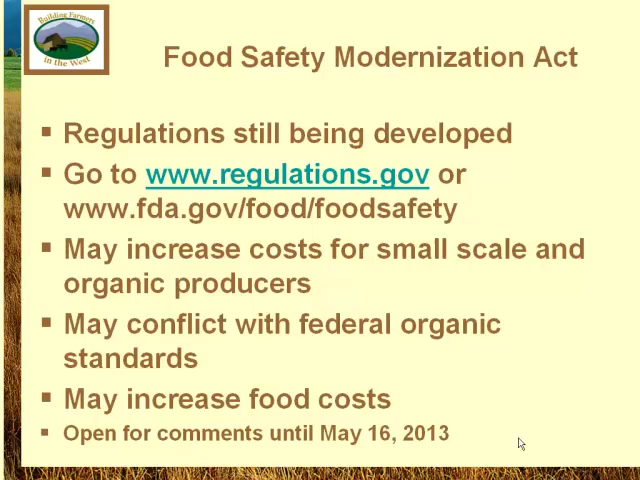 Building Farmers
in the West
Food Safety Modernization Act
Regulations still being developed
Go to www.regulations.gov or
www.fda.gov/food/foodsafety
May increase costs for small scale and
organic producers
May conflict with federal organic
standards
May increase food costs
Open for comments until May 16, 2013